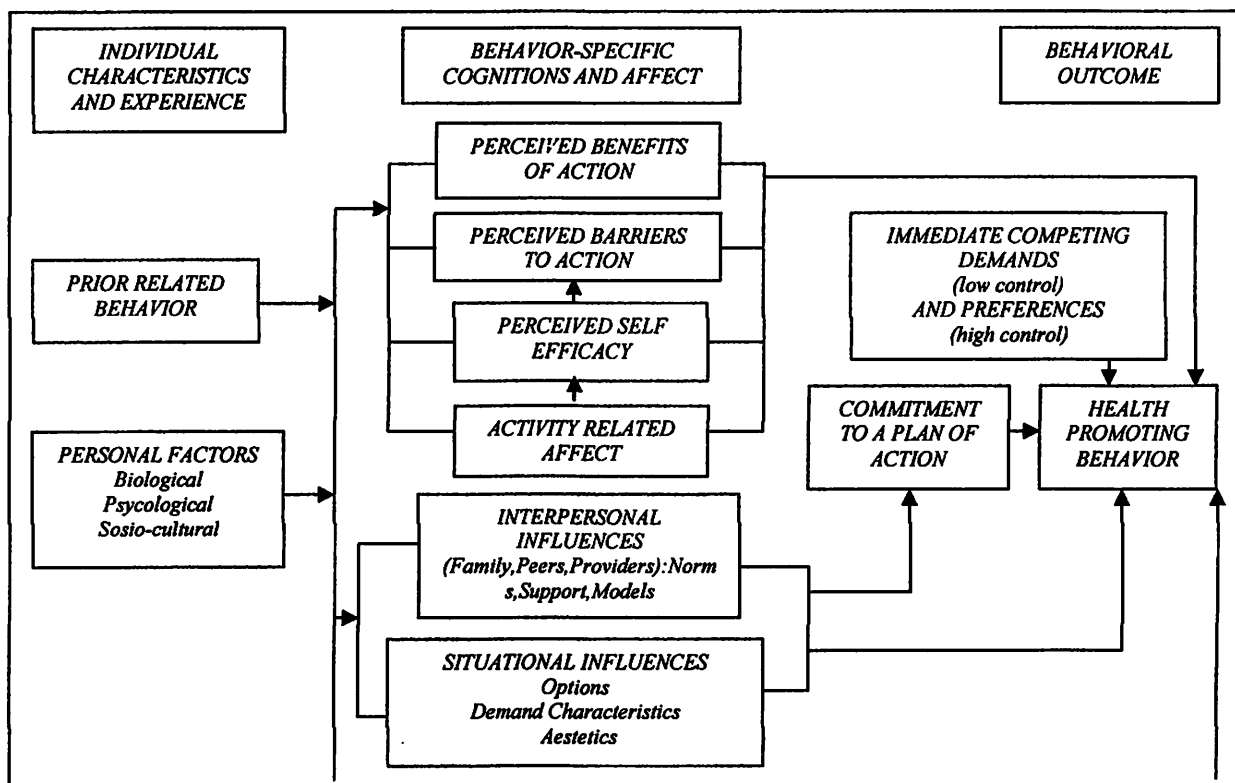 INDIVIDUAL
CHARACTERISTICS
AND EXPERIENCE
BEHAVIOR-SPECIFIC
COGNITIONS AND AFFECT
BEHAVIORAL
OUTCOME
PERCEIVED BENEFITS
OF ACTION
PERCEIVED BARRIERS
TO ACTION
PRIOR RELATED
BEHAVIOR
PERCEIVED SELF
EFFICACY
IMMEDIATE COMPETING
DEMANDS
(low control)
AND PREFERENCES
(high control)
ACTIVITY RELATED
AFFECT
COMMITMENT
TO A PLAN OF
ACTION
HEALTH
PROMOTING
BEHAVIOR
PERSONAL FACTORS
Biological
Psycological
Sosio-cultural
INTERPERSONAL
INFLUENCES
(Family,Peers,Providers):Norm
s,Support,Models
SITUATIONAL INFLUENCES
Options
Demand Characteristics
Aestetics